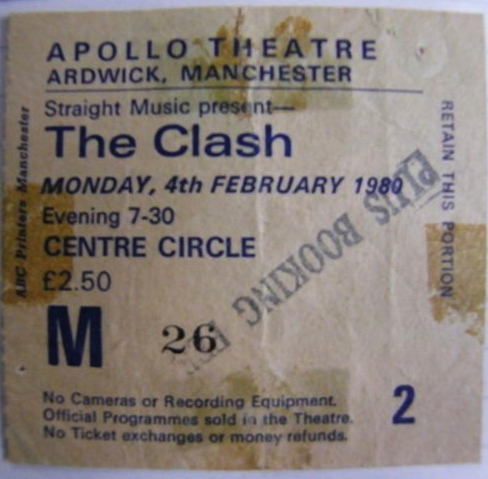 APOLLO THEATRE
ARDWICK, MANCHESTER
Straight Music present—
The Clash
MONDAY, 4th FEBRUARY 1980
Evening 7-30
CENTRE CIRCLE
£2.50
M 26
No Cameras or Recording Equipment.
Official Programmes sold in the Theatre.
No Ticket exchanges or money refunds.
2
ABC Printers Manchester
RETAIN THIS PORTION
PLUS BOOKING